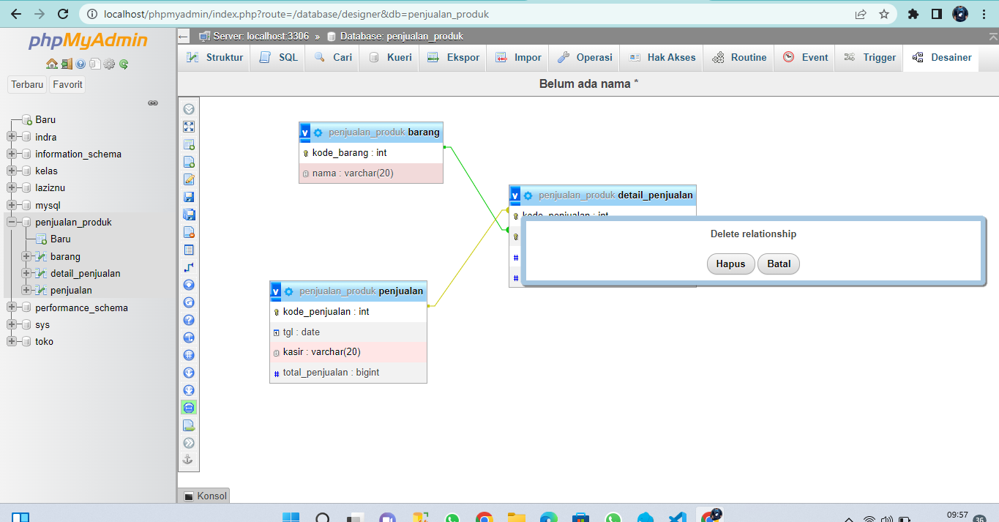 localhost/phpmyadmin/index.php?route=/database/designer&db=penjualan_produk
phpMyAdmin
Terbaru Favorit
Baru
indra
information_schema
kelas
laziznu
mysql
penjualan_produk
Baru
barang
detail_penjualan
penjualan
performance_schema
sys
toko
Server: localhost:3306 » Database: penjualan_produk
Struktur SQL Cari Kueri Ekspor Impor Operasi Hak Akses Routine Event Trigger Desainer
Belum ada nama *
v penjualan_produk barang
kode_barang : int
nama : varchar(20)
v penjualan_produk detail_penjualan
kode_penjualan : int
#
#
Delete relationship
Hapus Batal
v penjualan_produk penjualan
kode_penjualan : int
tgl : date
kasir : varchar(20)
# total_penjualan : bigint
Konsol
09:57
36